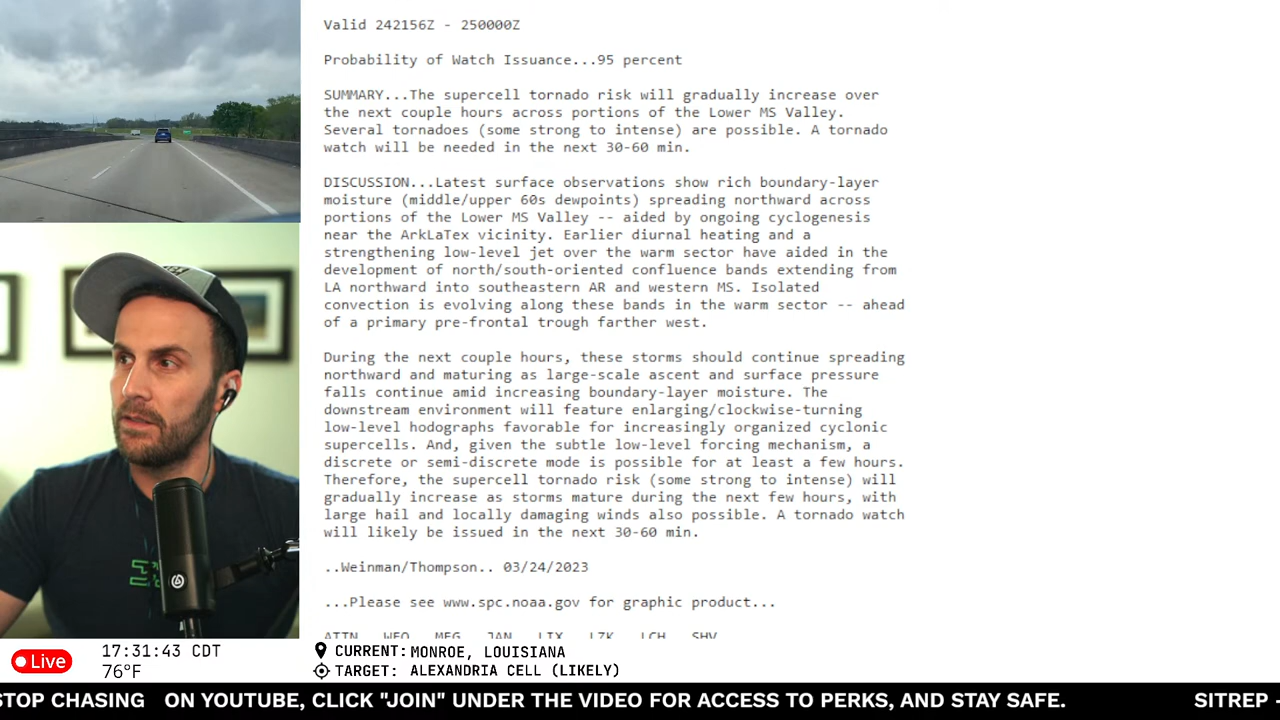 Valid 242156Z - 250000Z
Probability of Watch Issuance...95 percent
SUMMARY...The supercell tornado risk will gradually increase over
the next couple hours across portions of the Lower MS Valley.
Several tornadoes (some strong to intense) are possible. A tornado
watch will be needed in the next 30-60 min.
DISCUSSION...Latest surface observations show rich boundary-layer
moisture (middle/upper 60s dewpoints) spreading northward across
portions of the Lower MS Valley -- aided by ongoing cyclogenesis
near the ArkLaTex vicinity. Earlier diurnal heating and a
strengthening low-level jet over the warm sector have aided in the
development of north/south-oriented confluence bands extending from
LA northward into southeastern AR and western MS. Isolated
convection is evolving along these bands in the warm sector -- ahead
of a primary pre-frontal trough farther west.
During the next couple hours, these storms should continue spreading
northward and maturing as large-scale ascent and surface pressure
falls continue amid increasing boundary-layer moisture. The
downstream environment will feature enlarging/clockwise-turning
low-level hodographs favorable for increasingly organized cyclonic
supercells. And, given the subtle low-level forcing mechanism, a
discrete or semi-discrete mode is possible for at least a few hours.
Therefore, the supercell tornado risk (some strong to intense) will
gradually increase as storms mature during the next few hours, with
large hail and locally damaging winds also possible. A tornado watch
will likely be issued in the next 30-60 min.
..Weinman/Thompson.. 03/24/2023
...Please see www.spc.noaa.gov for graphic product...
ATTN...WFO...MEG...JAN...LIX...LZK...LCH...SHV...
Live
17:31:43 CDT
76°F
CURRENT: MONROE, LOUISIANA
TARGET: ALEXANDRIA CELL (LIKELY)
STOP CHASING ON YOUTUBE, CLICK "JOIN" UNDER THE VIDEO FOR ACCESS TO PERKS, AND STAY SAFE. SITREP -